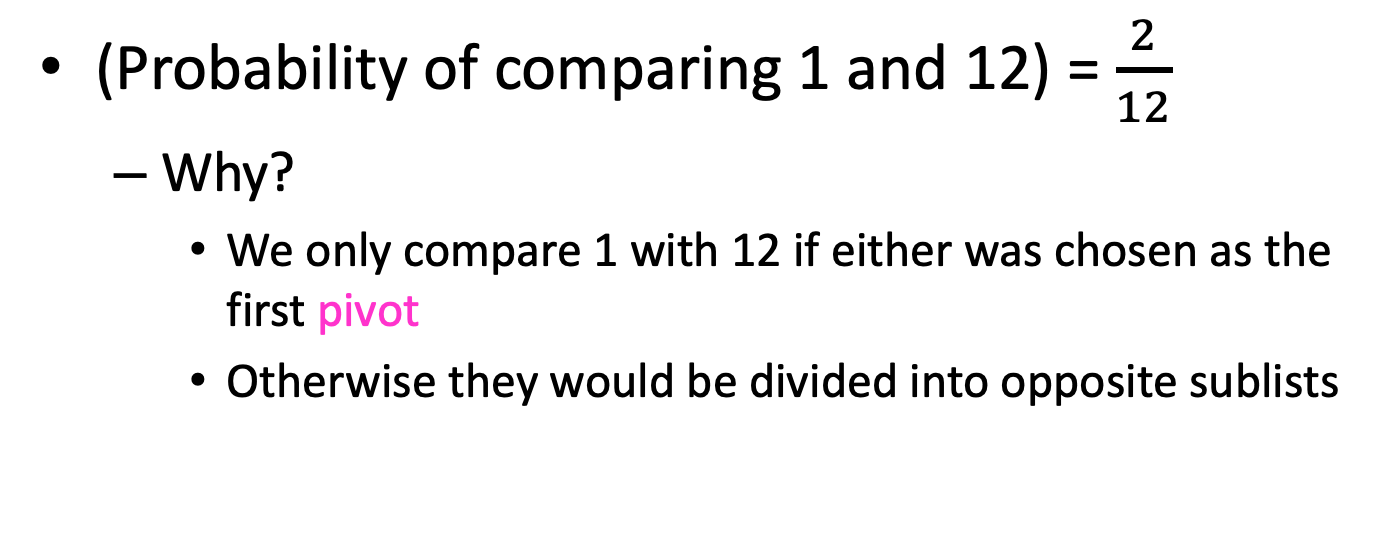 • (Probability of comparing 1 and 12) = 2/12
– Why?
• We only compare 1 with 12 if either was chosen as the
first pivot
• Otherwise they would be divided into opposite sublists